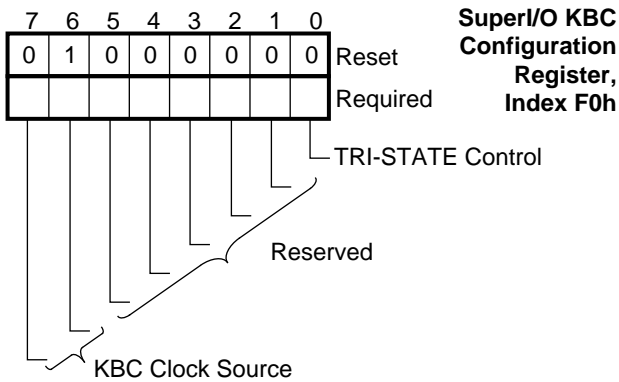 7 6 5 4 3 2 1 0
0 1 0 0 0 0 0 0 Reset
Required
SuperI/O KBC
Configuration
Register,
Index F0h
TRI-STATE Control
Reserved
KBC Clock Source